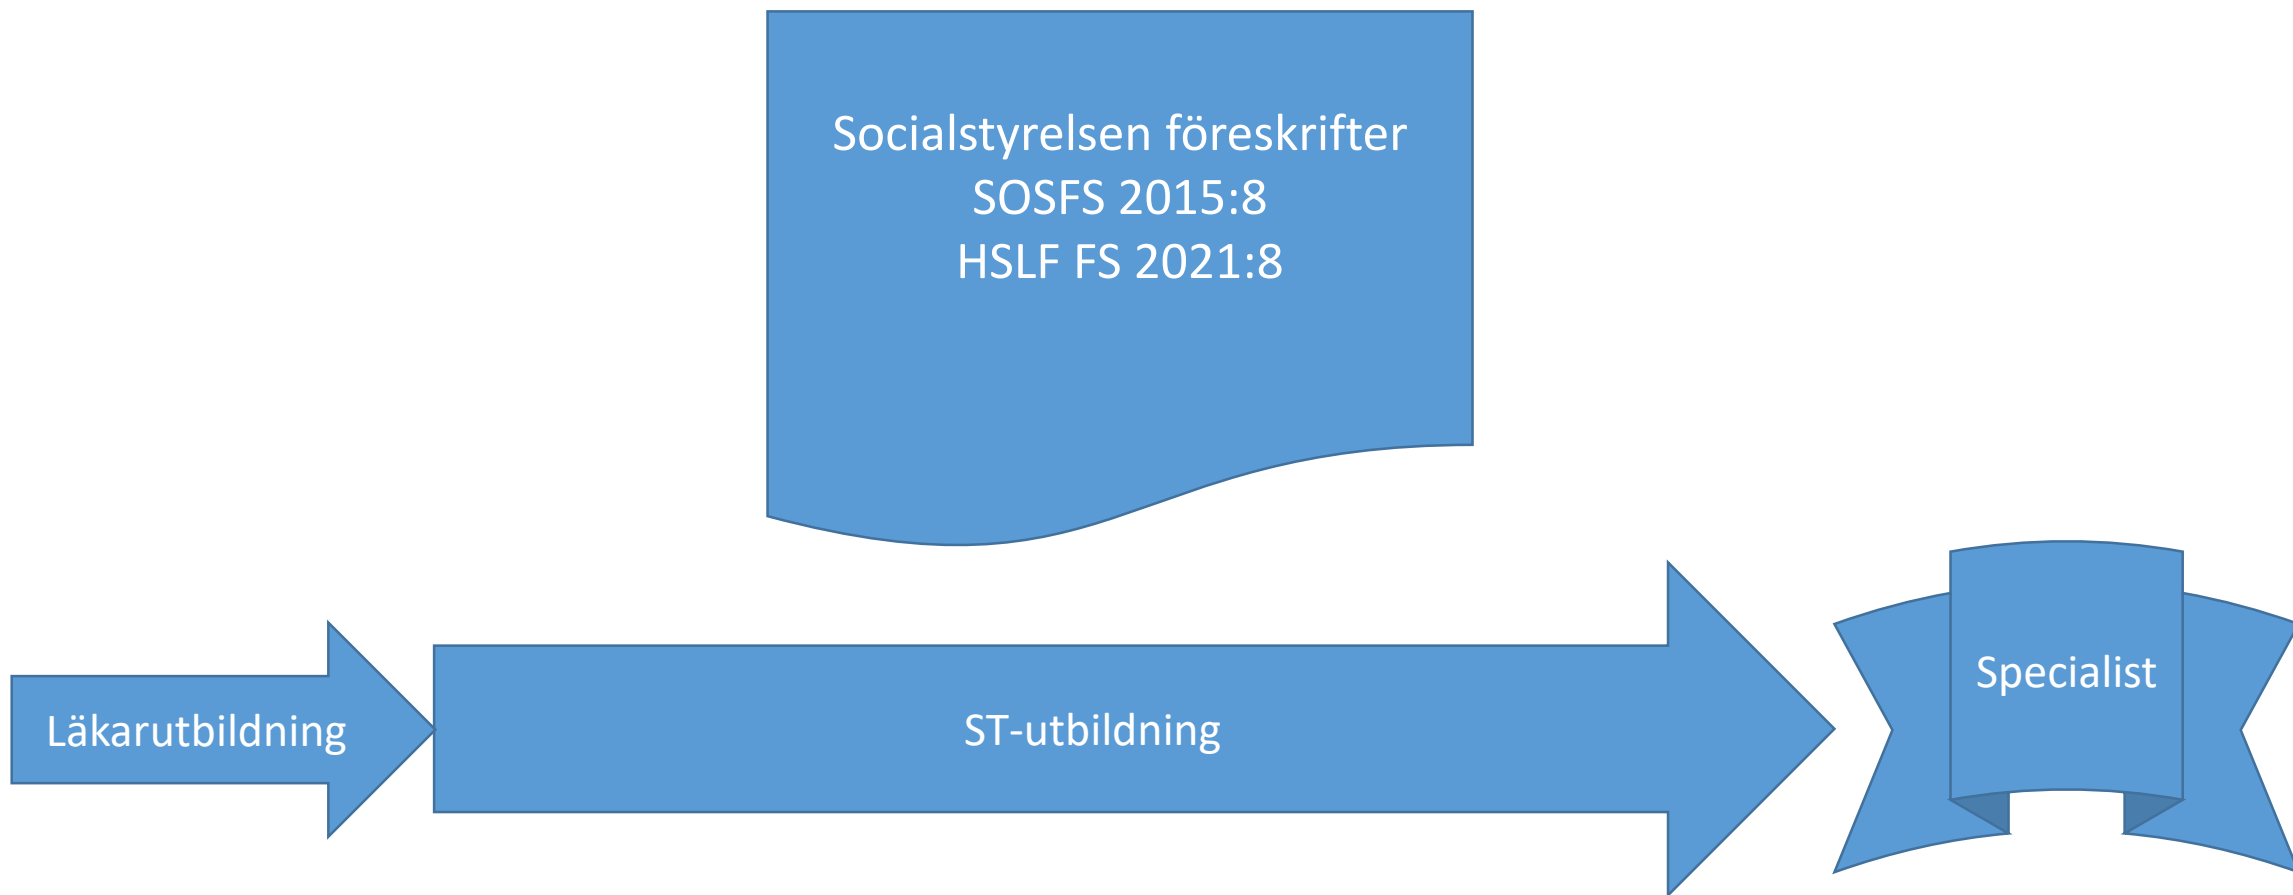 Socialstyrelsen föreskrifter
SOSFS 2015:8
HSLF FS 2021:8
Läkarutbildning
ST-utbildning
Specialist